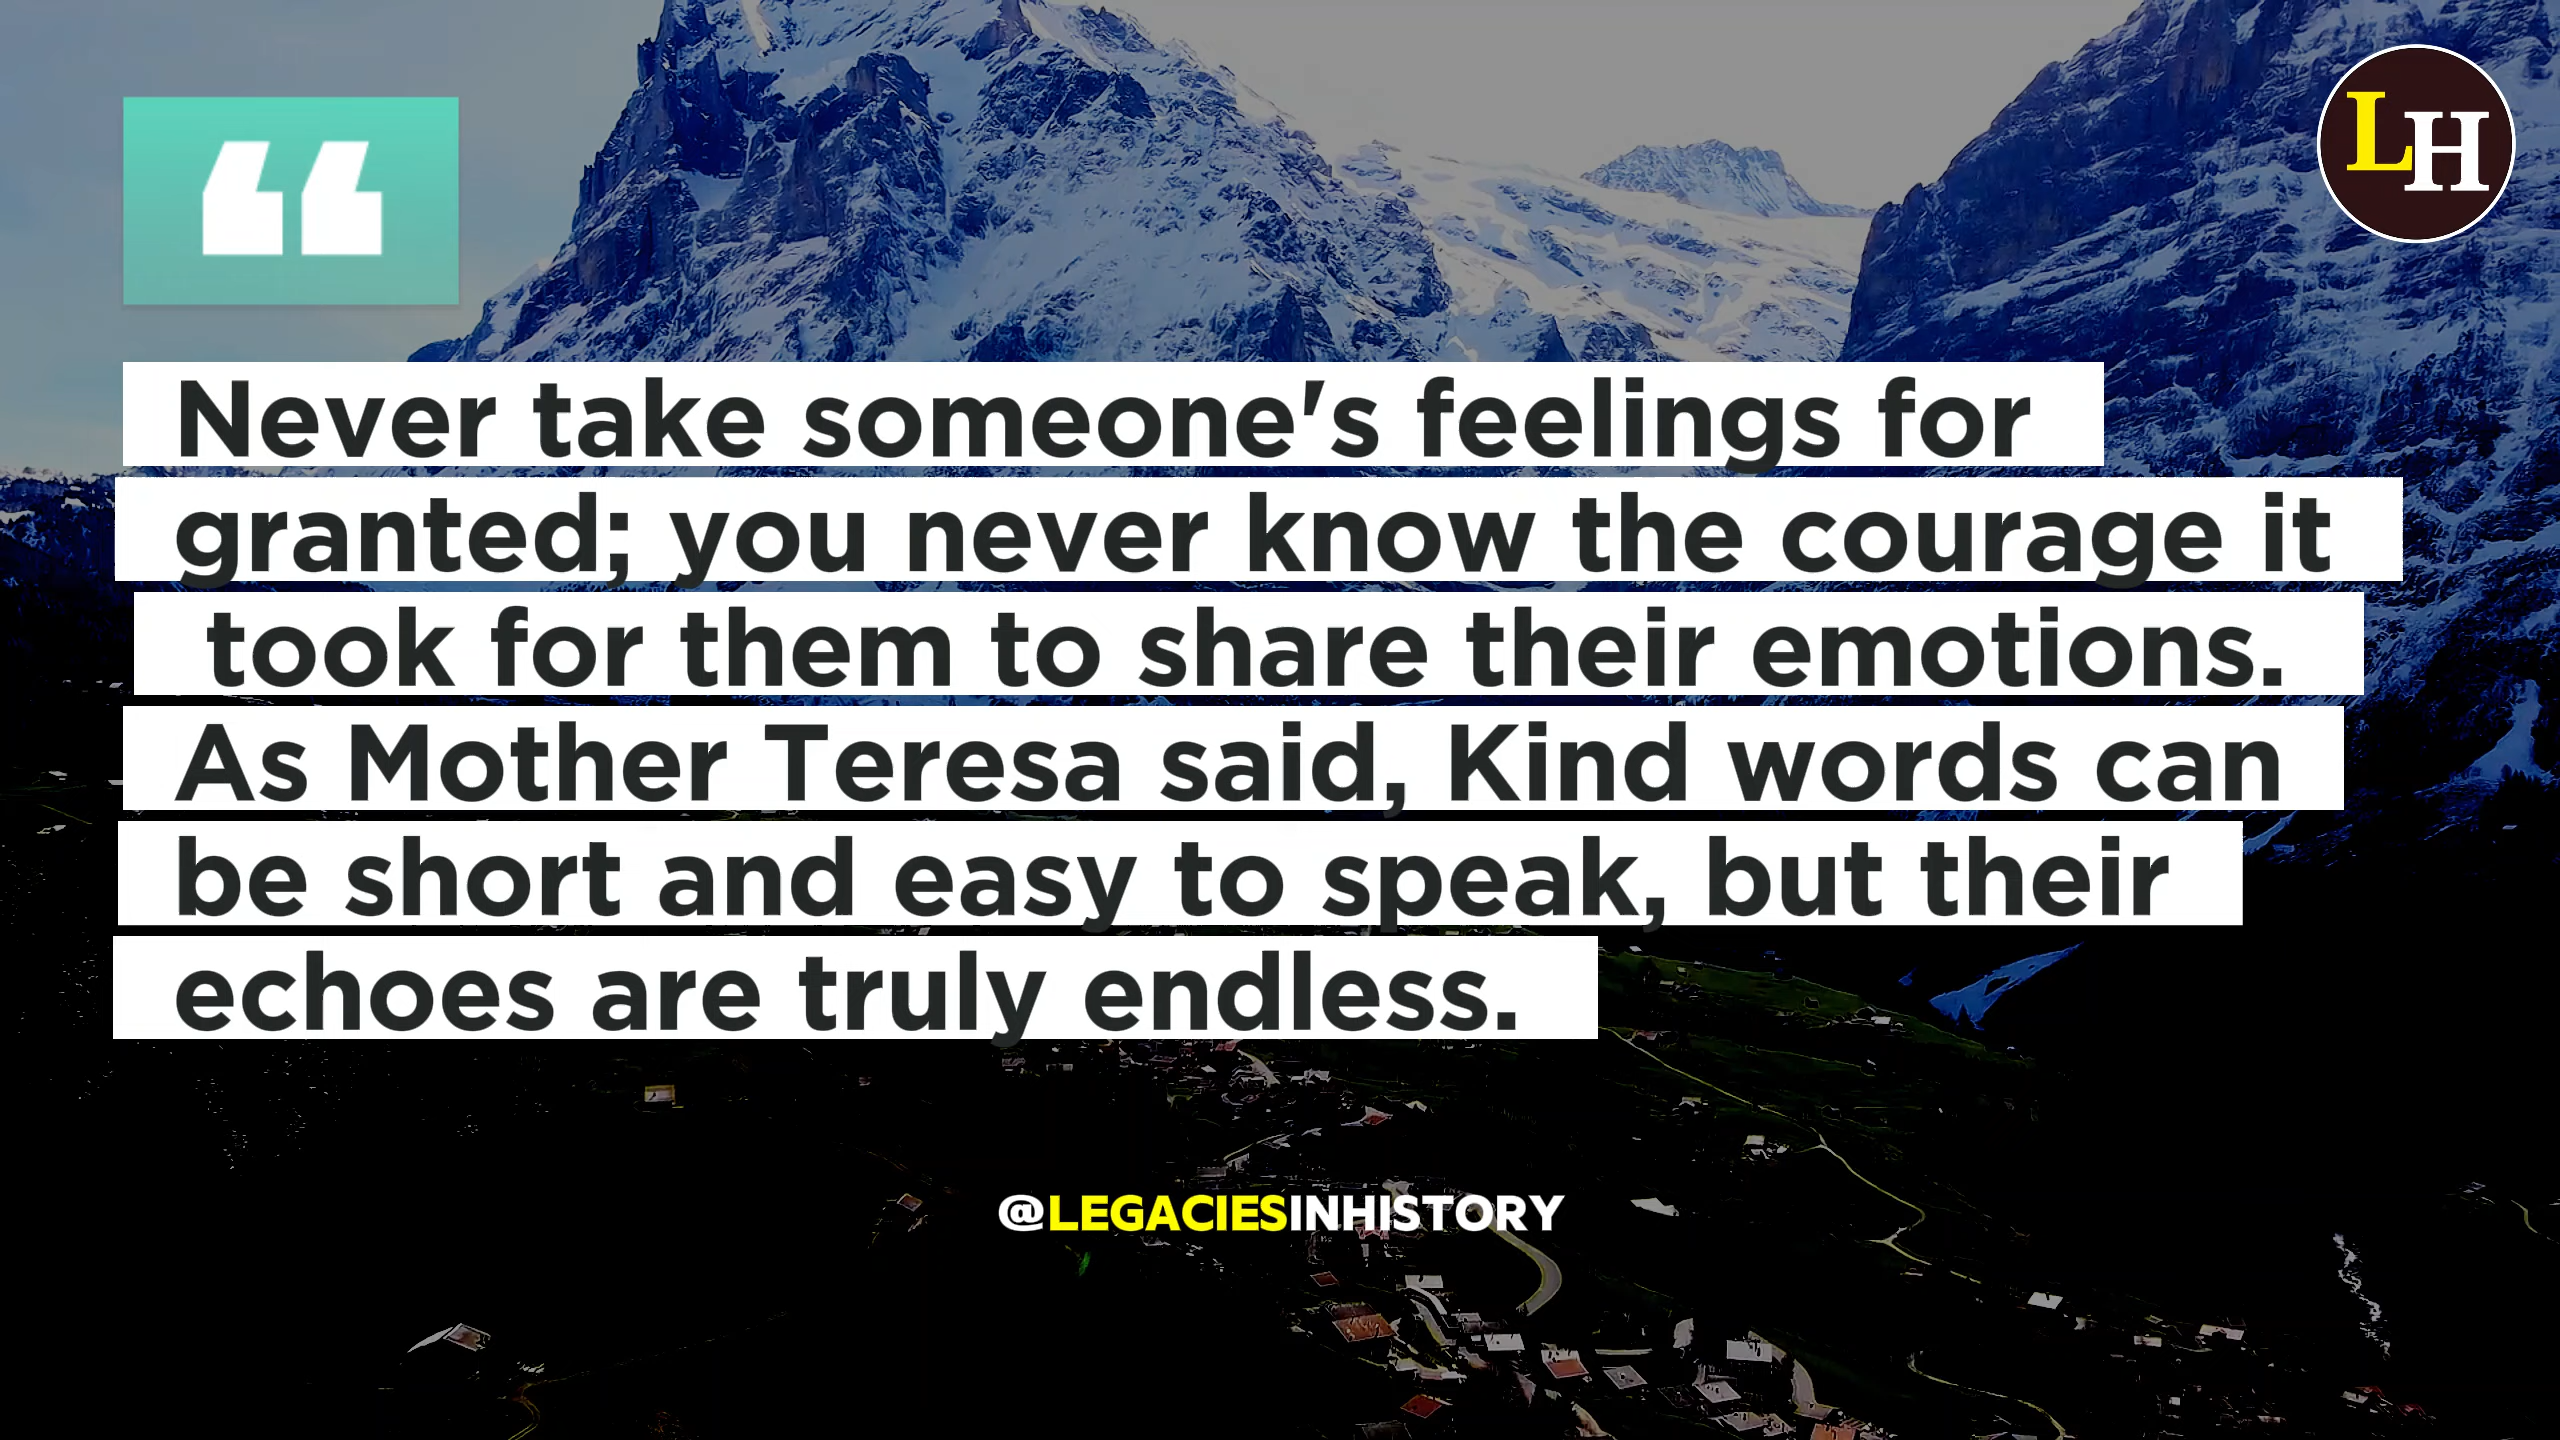 LH
“
Never take someone's feelings for
granted; you never know the courage it
took for them to share their emotions.
As Mother Teresa said, Kind words can
be short and easy to speak, but their
echoes are truly endless.
@LEGACIESINHISTORY